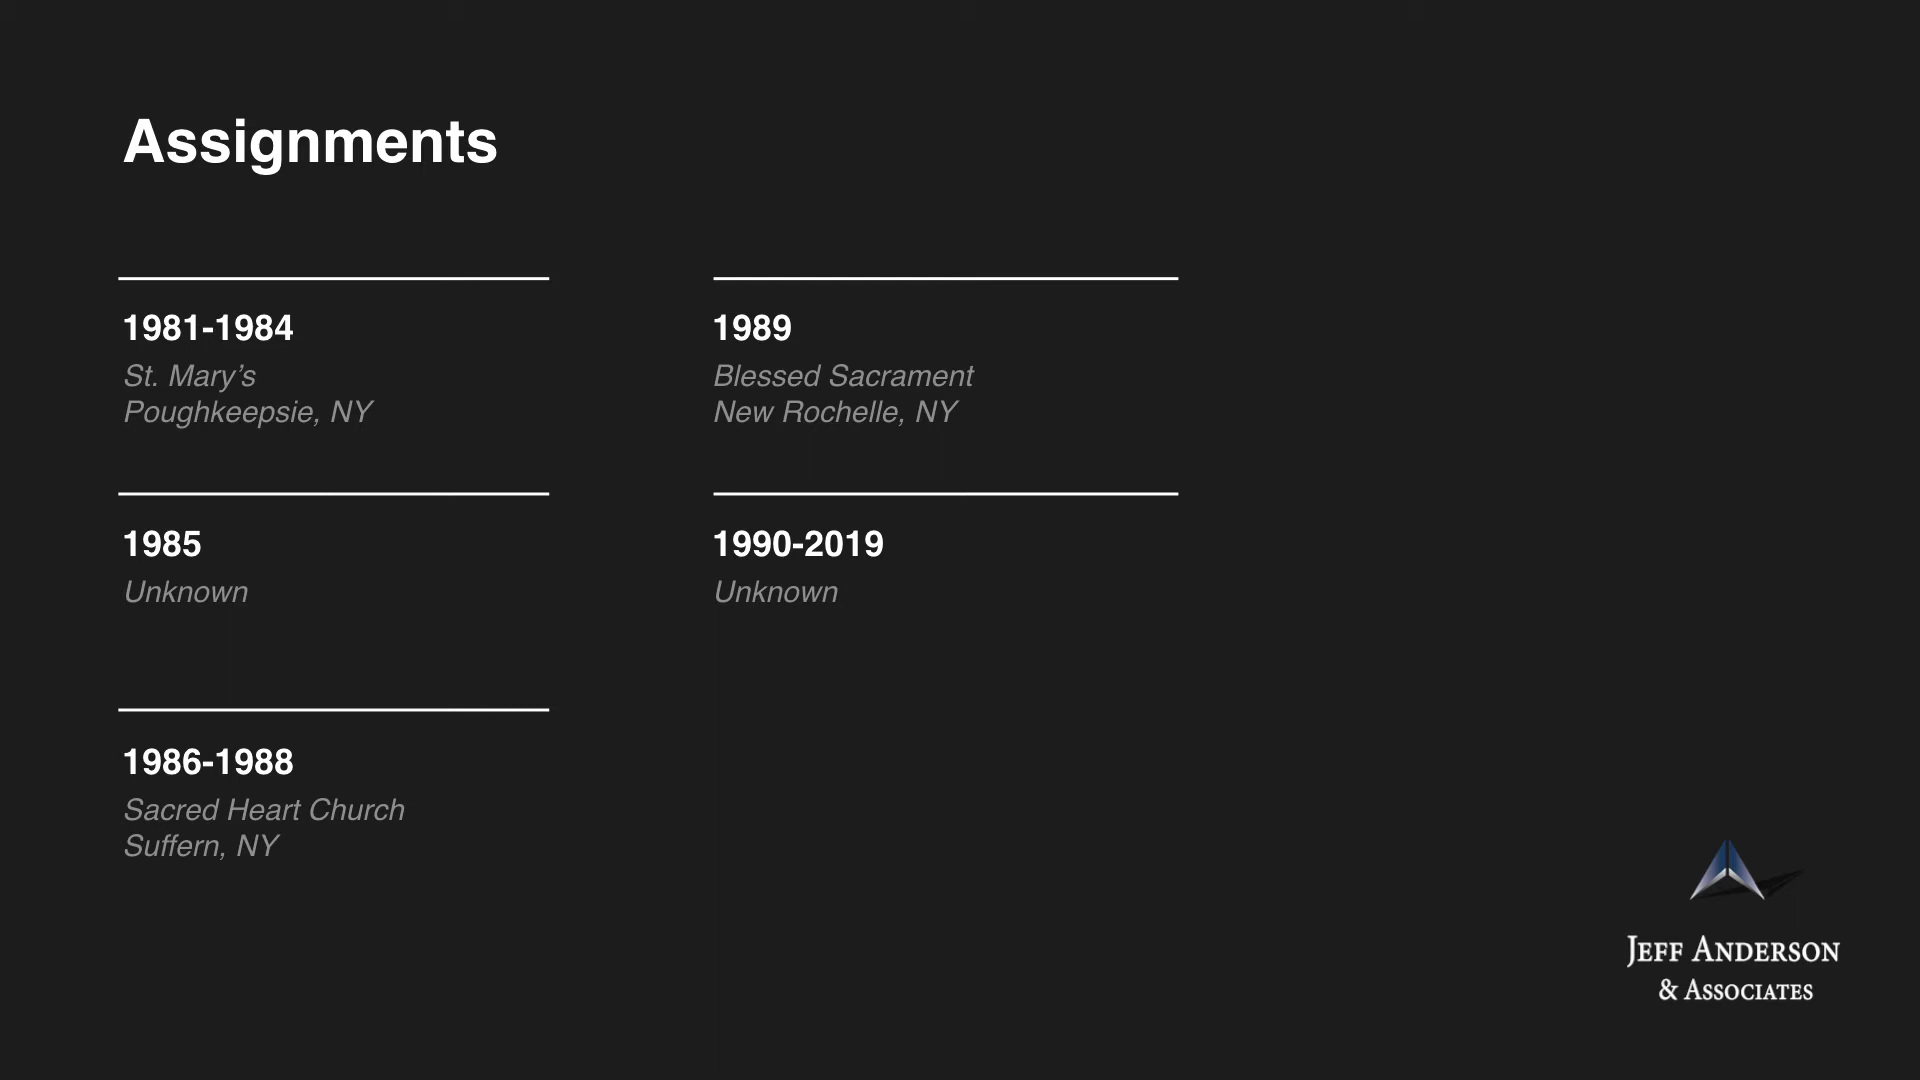 Assignments
1981-1984
St. Mary’s
Poughkeepsie, NY
1985
Unknown
1986-1988
Sacred Heart Church
Suffern, NY
1989
Blessed Sacrament
New Rochelle, NY
1990-2019
Unknown
JEFF ANDERSON
& ASSOCIATES